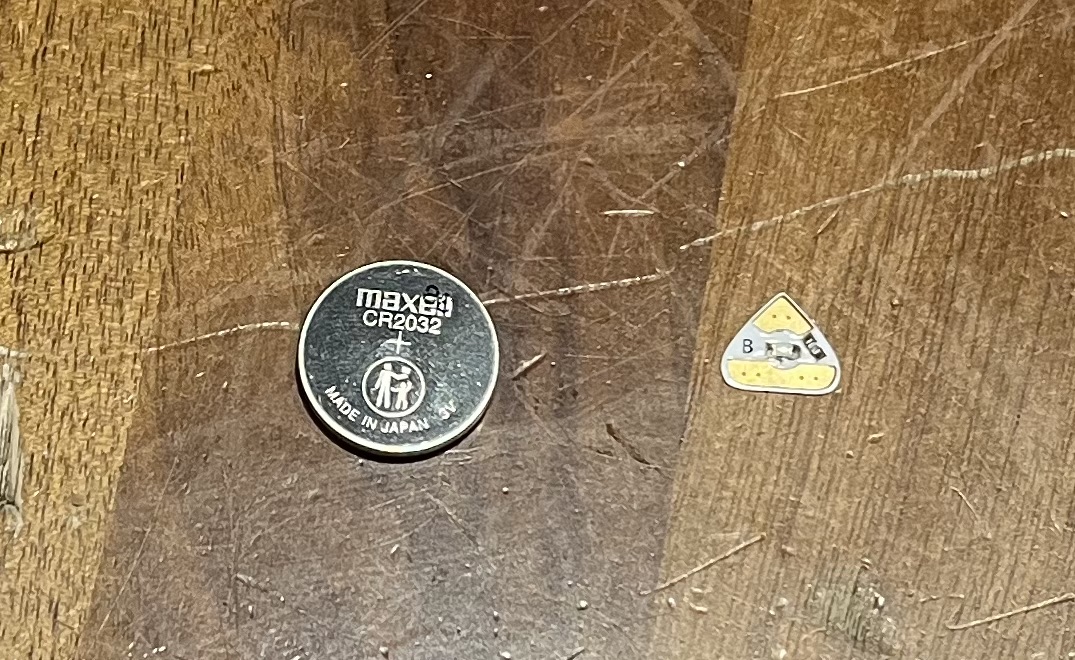 maxell
CR2032
+
MADE IN JAPAN 3V
B